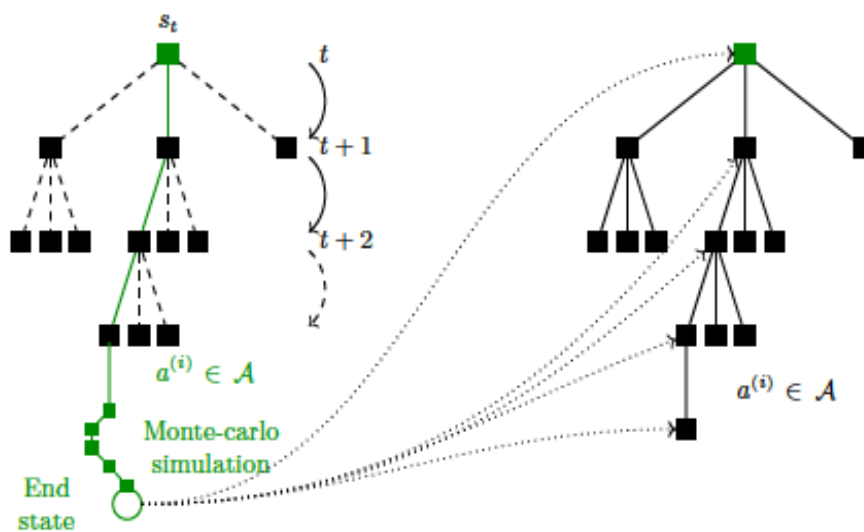 s_t
t
t + 1
t + 2
a^(i) ∈ 𝒜
a^(i) ∈ 𝒜
Monte-carlo
simulation
End
state